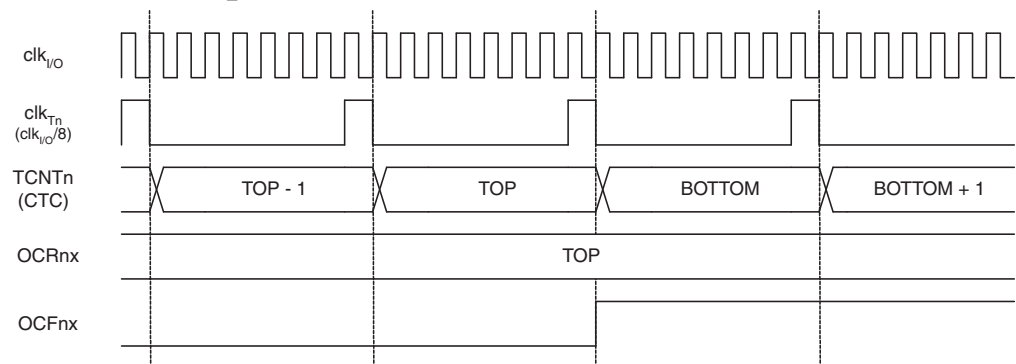 clkI/O
clkTn
(clkI/O/8)
TCNTn
(CTC)
TOP - 1
TOP
BOTTOM
BOTTOM + 1
OCRnx
TOP
OCFnx